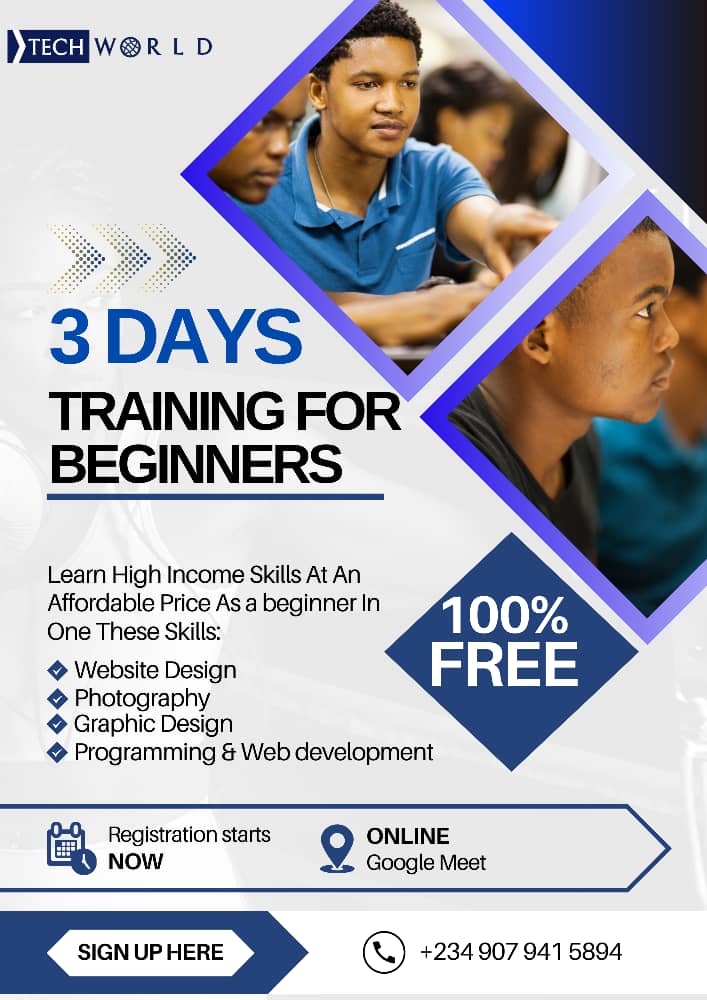 TECH WORLD
3 DAYS
TRAINING FOR
BEGINNERS
Learn High Income Skills At An
Affordable Price As a beginner In
One These Skills:
Website Design
Photography
Graphic Design
Programming & Web development
100%
FREE
Registration starts
NOW
ONLINE
Google Meet
SIGN UP HERE
+234 907 941 5894